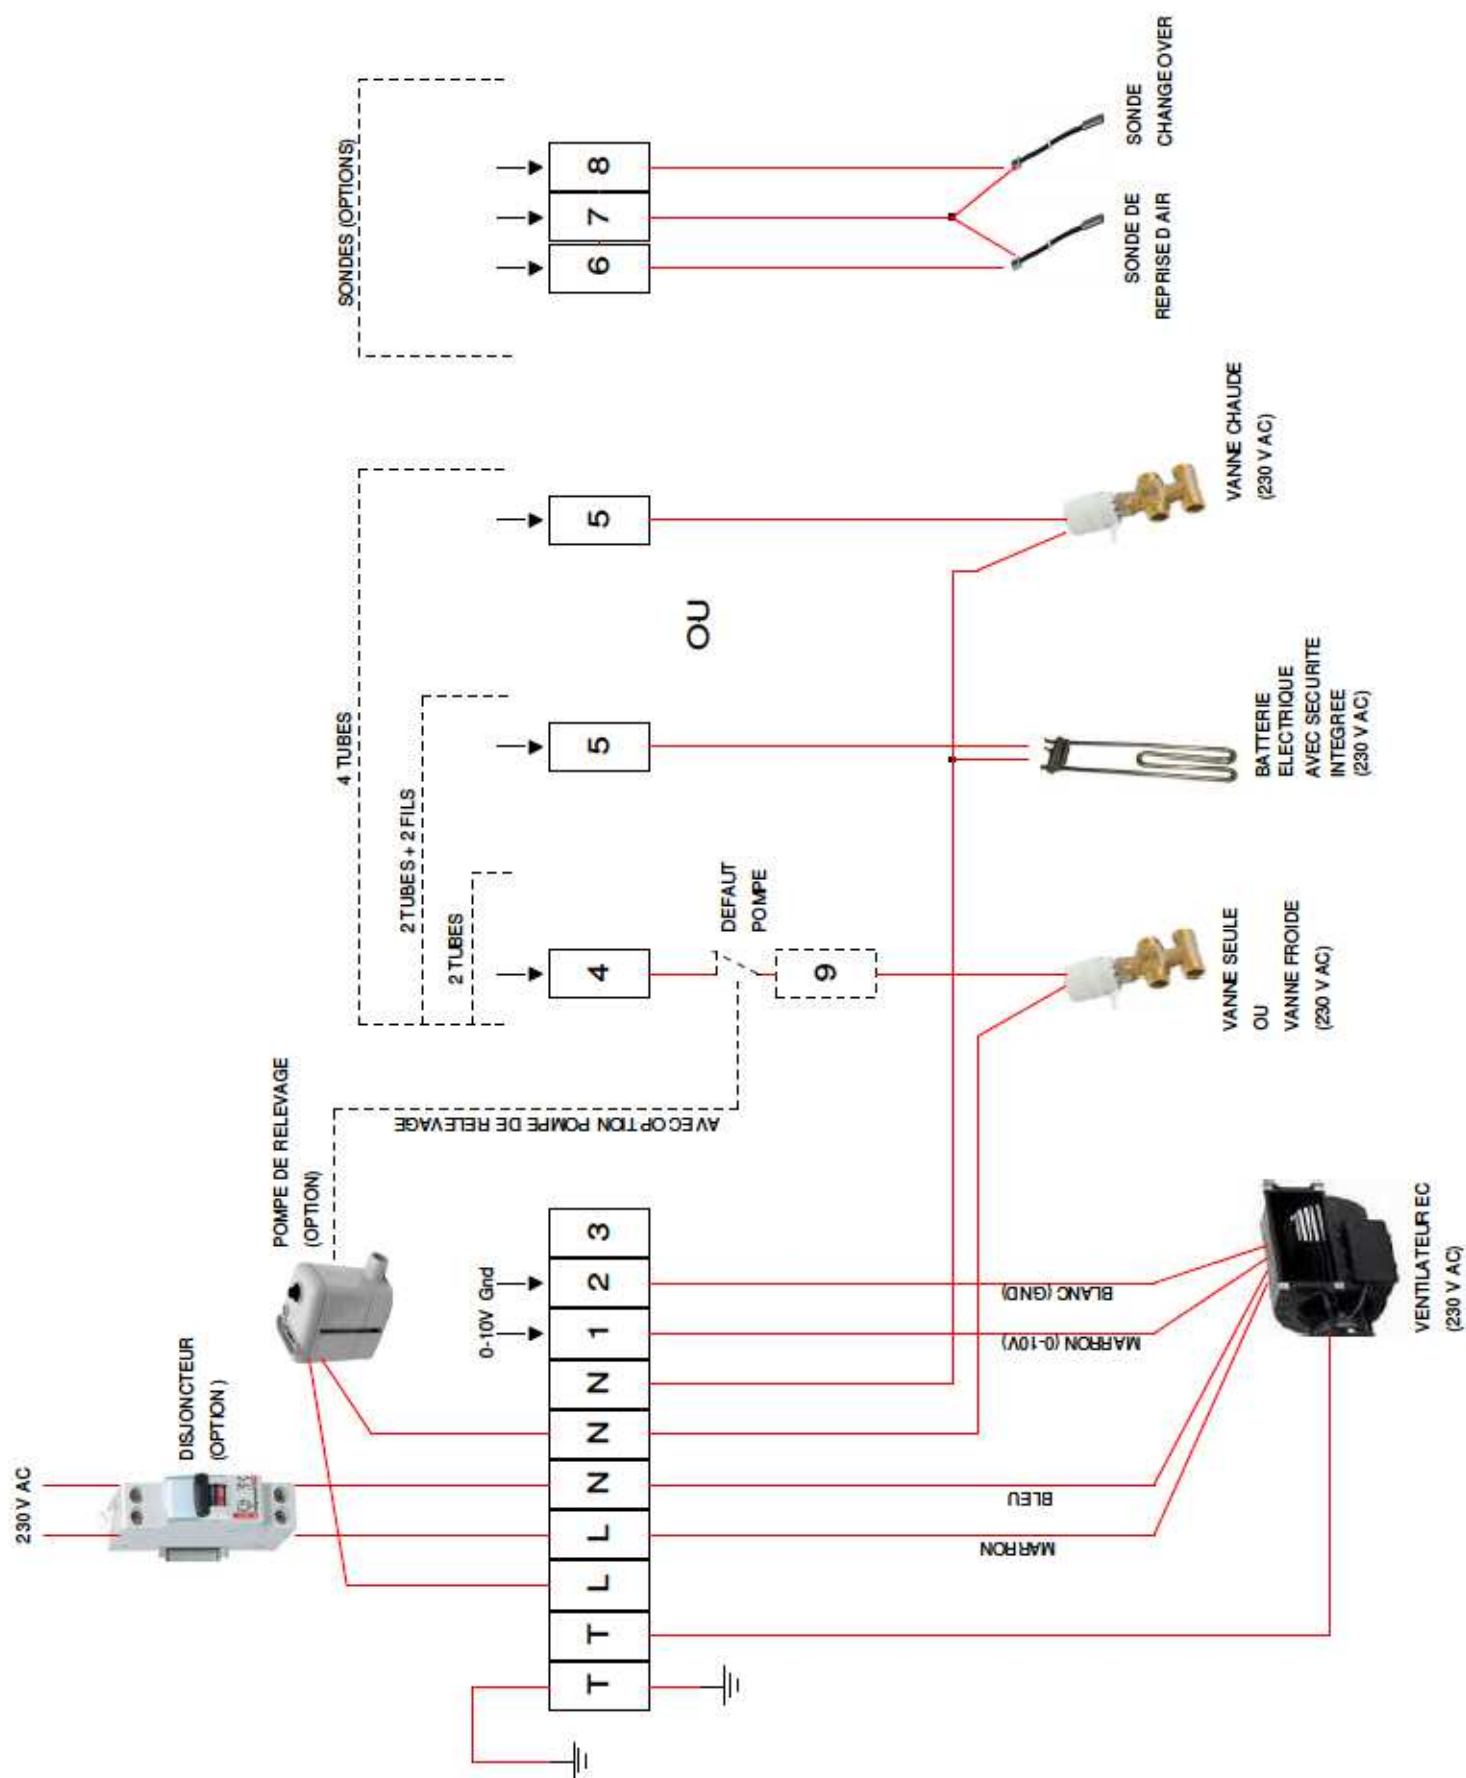 230 V AC
DISJONCTEUR
(OPTION )
POMPE DE RELEVAGE
(OPTION)
AVEC OPTION POMPE DE RELEVAGE
4 TUBES
2 TUBES + 2 FILS
2 TUBES
SONDES (OPTIONS)
0-10V Gnd
T T L L N N N 1 2 3
4
5
5
6 7 8
DEFAUT
POMPE
9
OU
MARRON
BLEU
MARRON (0-10V)
BLANC (GND)
VENTILATEUR EC
(230 V AC)
VANNE SEULE
OU
VANNE FROIDE
(230 V AC)
BATTERIE
ELECTRIQUE
AVEC SECURITE
INTEGREE
(230 V AC)
VANNE CHAUDE
(230 V AC)
SONDE DE
REPRISE D AIR
SONDE
CHANGEOVER